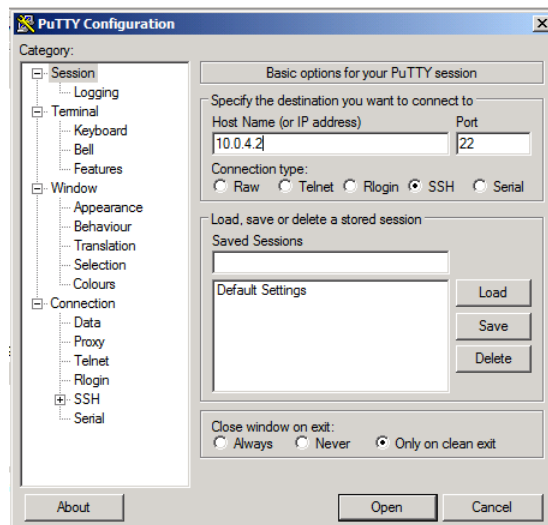 PuTTY Configuration
Category:
Session
Logging
Terminal
Keyboard
Bell
Features
Window
Appearance
Behaviour
Translation
Selection
Colours
Connection
Data
Proxy
Telnet
Rlogin
SSH
Serial
Basic options for your PuTTY session
Specify the destination you want to connect to
Host Name (or IP address) Port
10.0.4.2 22
Connection type:
Raw Telnet Rlogin SSH Serial
Load, save or delete a stored session
Saved Sessions
Default Settings
Load
Save
Delete
Close window on exit:
Always Never Only on clean exit
About Open Cancel